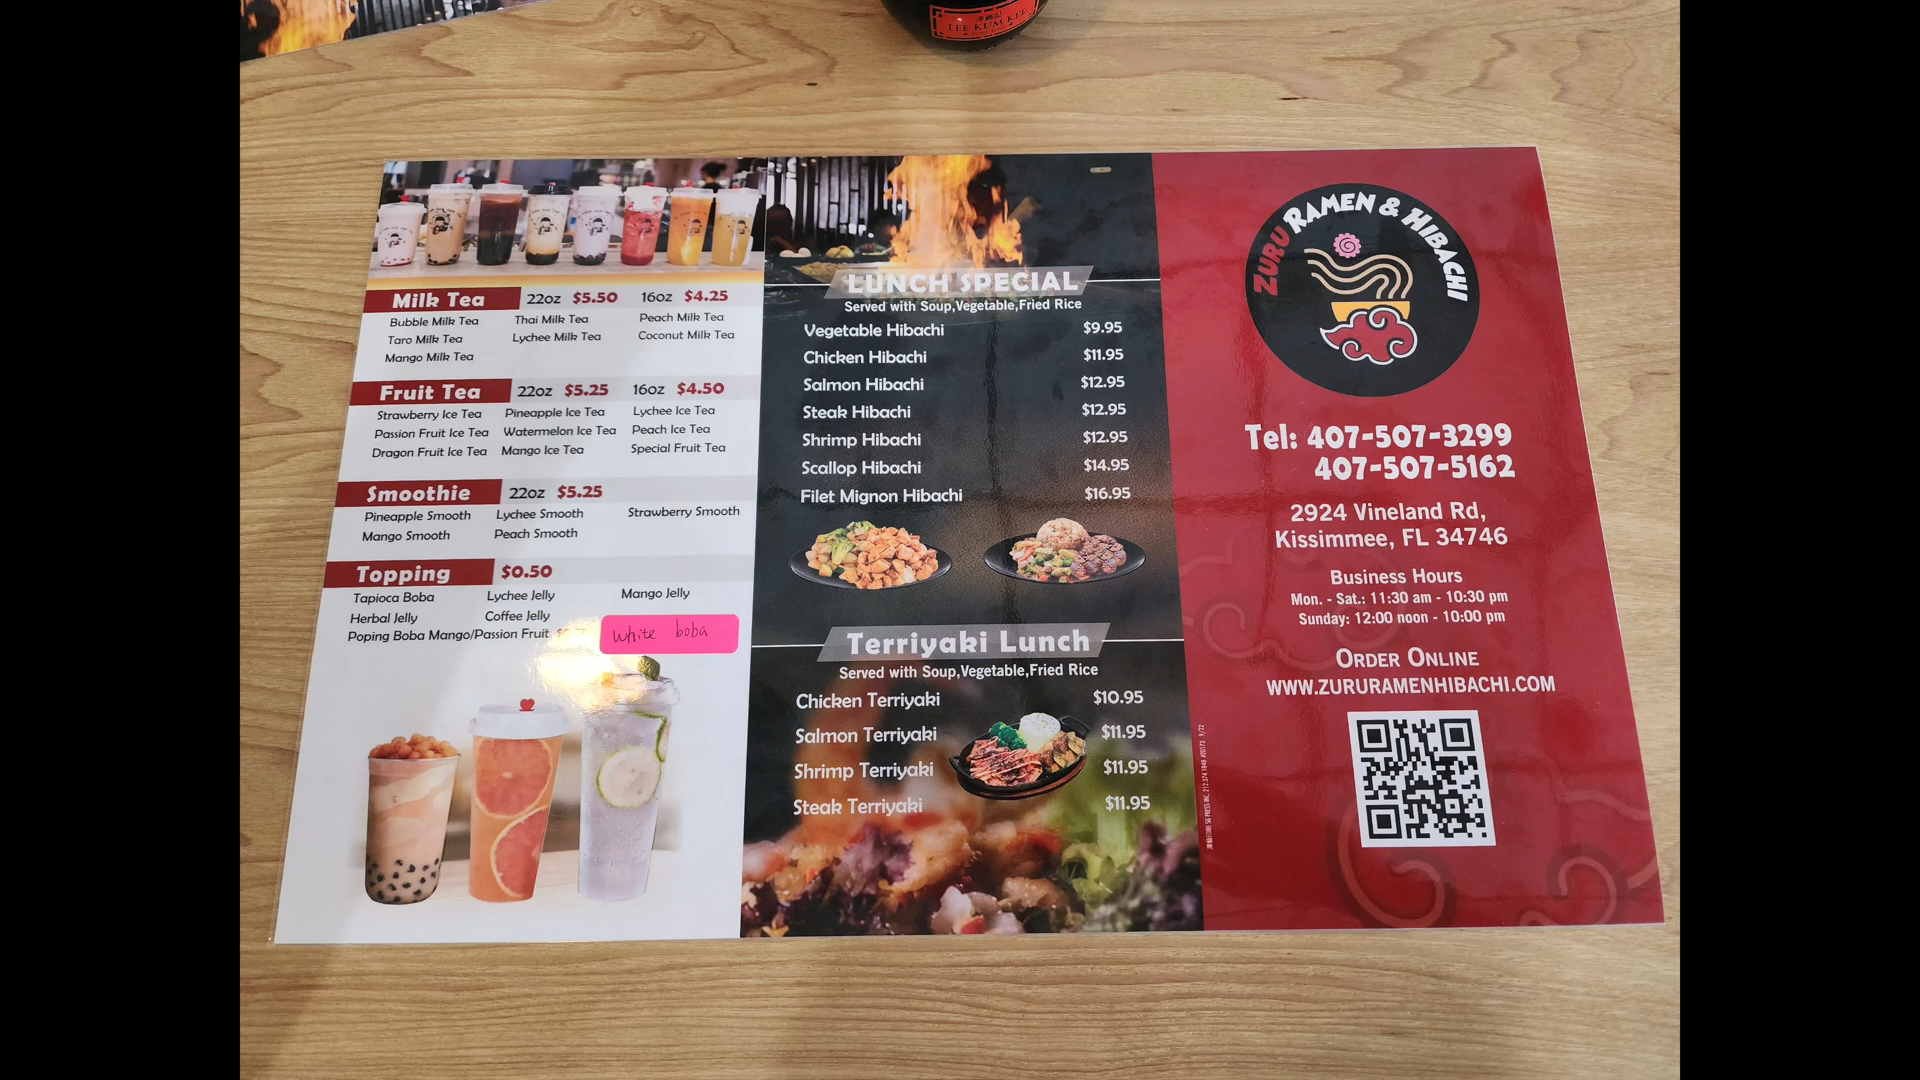 李錦記
LEE KUM KEE
Milk Tea 22oz $5.50 16oz $4.25
Bubble Milk Tea Thai Milk Tea Peach Milk Tea
Taro Milk Tea Lychee Milk Tea Coconut Milk Tea
Mango Milk Tea
Fruit Tea 22oz $5.25 16oz $4.50
Strawberry Ice Tea Pineapple Ice Tea Lychee Ice Tea
Passion Fruit Ice Tea Watermelon Ice Tea Peach Ice Tea
Dragon Fruit Ice Tea Mango Ice Tea Special Fruit Tea
Smoothie 22oz $5.25
Pineapple Smooth Lychee Smooth Strawberry Smooth
Mango Smooth Peach Smooth
Topping $0.50
Tapioca Boba Lychee Jelly Mango Jelly
Herbal Jelly Coffee Jelly
Poping Boba Mango/Passion Fruit
white boba
LUNCH SPECIAL
Served with Soup,Vegetable,Fried Rice
Vegetable Hibachi $9.95
Chicken Hibachi $11.95
Salmon Hibachi $12.95
Steak Hibachi $12.95
Shrimp Hibachi $12.95
Scallop Hibachi $14.95
Filet Mignon Hibachi $16.95
Terriyaki Lunch
Served with Soup,Vegetable,Fried Rice
Chicken Terriyaki $10.95
Salmon Terriyaki $11.95
Shrimp Terriyaki $11.95
Steak Terriyaki $11.95
ZURU RAMEN & HIBACHI
Tel: 407-507-3299
407-507-5162
2924 Vineland Rd,
Kissimmee, FL 34746
Business Hours
Mon. - Sat.: 11:30 am - 10:30 pm
Sunday: 12:00 noon - 10:00 pm
ORDER ONLINE
WWW.ZURURAMENHIBACHI.COM